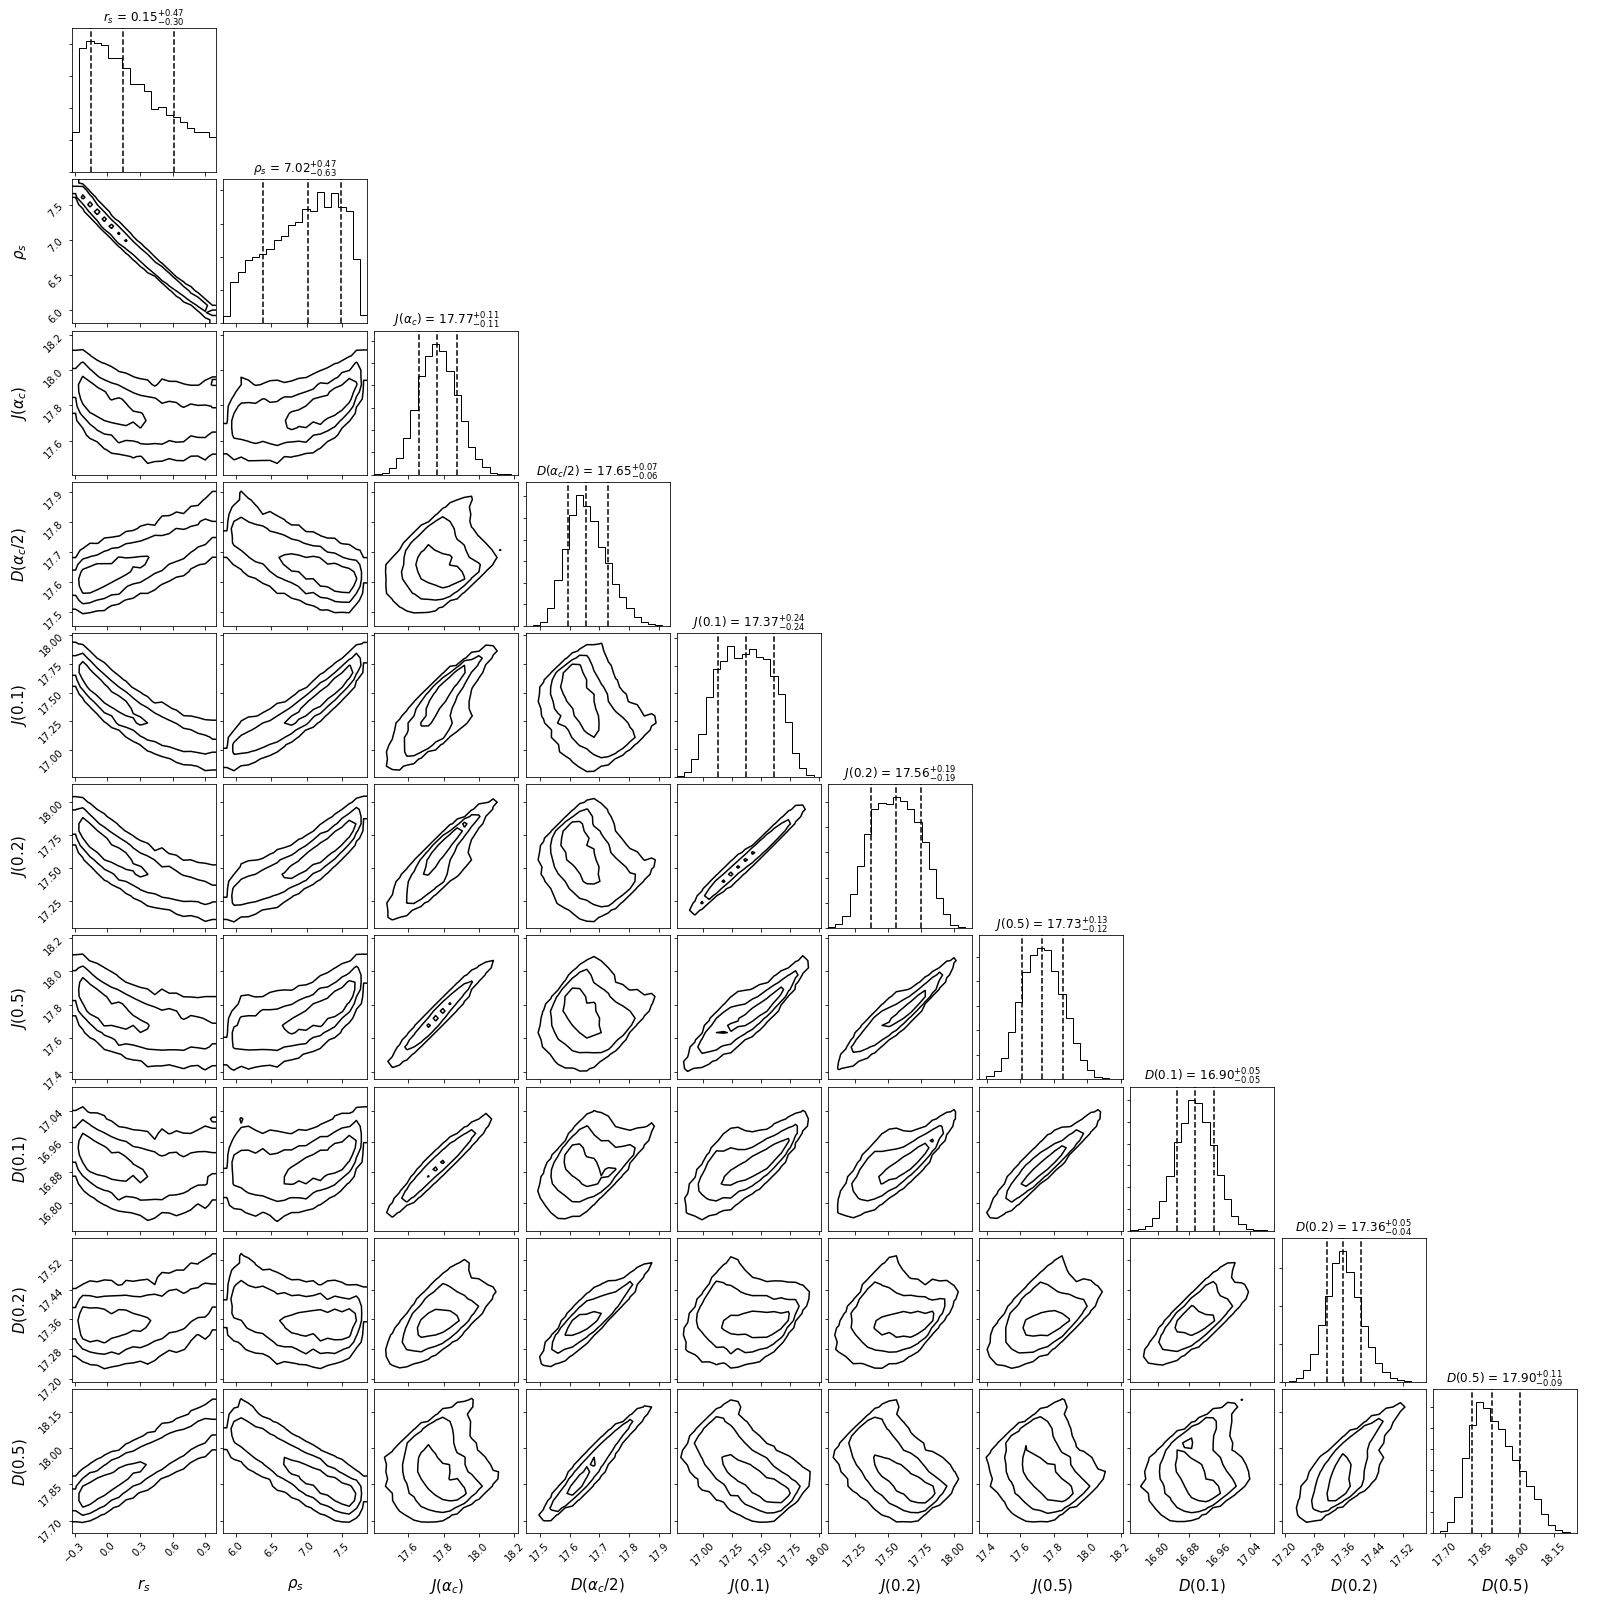 r_s = 0.15^{+0.47}_{-0.30}
ρ_s = 7.02^{+0.47}_{-0.63}
7.5
7.0
6.5
6.0
ρ_s
J(α_c) = 17.77^{+0.11}_{-0.11}
18.2
18.0
17.8
17.6
J(α_c)
D(α_c/2) = 17.65^{+0.07}_{-0.06}
17.9
17.8
17.7
17.6
17.5
D(α_c/2)
J(0.1) = 17.37^{+0.24}_{-0.24}
18.00
17.75
17.50
17.25
17.00
J(0.1)
J(0.2) = 17.56^{+0.19}_{-0.19}
18.00
17.75
17.50
17.25
J(0.2)
J(0.5) = 17.73^{+0.13}_{-0.12}
18.2
18.0
17.8
17.6
17.4
J(0.5)
D(0.1) = 16.90^{+0.05}_{-0.05}
17.04
16.96
16.88
16.80
D(0.1)
D(0.2) = 17.36^{+0.05}_{-0.04}
17.52
17.44
17.36
17.28
17.20
D(0.2)
D(0.5) = 17.90^{+0.11}_{-0.09}
18.15
18.00
17.85
17.70
D(0.5)
−0.3 0.0 0.3 0.6 0.9 6.0 6.5 7.0 7.5 17.6 17.8 18.0 18.2 17.5 17.6 17.7 17.8 17.9 17.00 17.25 17.50 17.75 18.00 17.25 17.50 17.75 18.00 17.4 17.6 17.8 18.0 18.2 16.80 16.88 16.96 17.04 17.20 17.28 17.36 17.44 17.52 17.70 17.85 18.00 18.15
r_s ρ_s J(α_c) D(α_c/2) J(0.1) J(0.2) J(0.5) D(0.1) D(0.2) D(0.5)